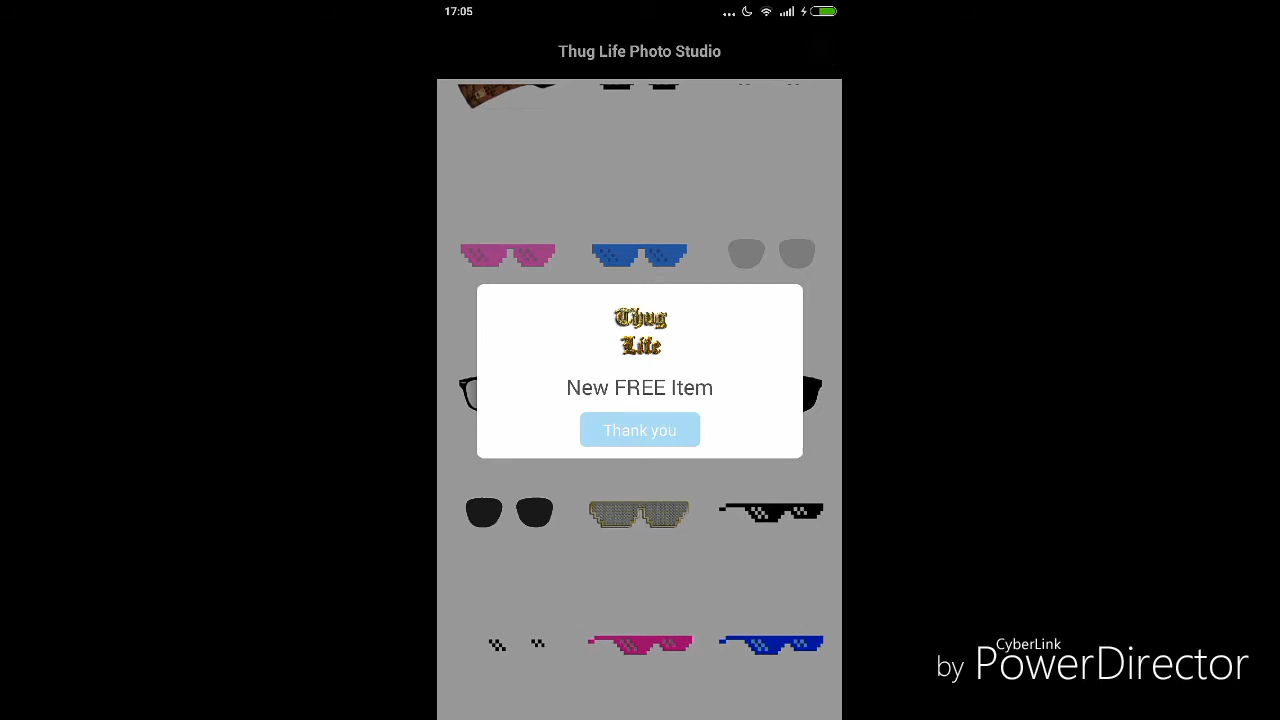 17:05
Thug Life Photo Studio
Thug
Life
New FREE Item
Thank you
CyberLink
by PowerDirector